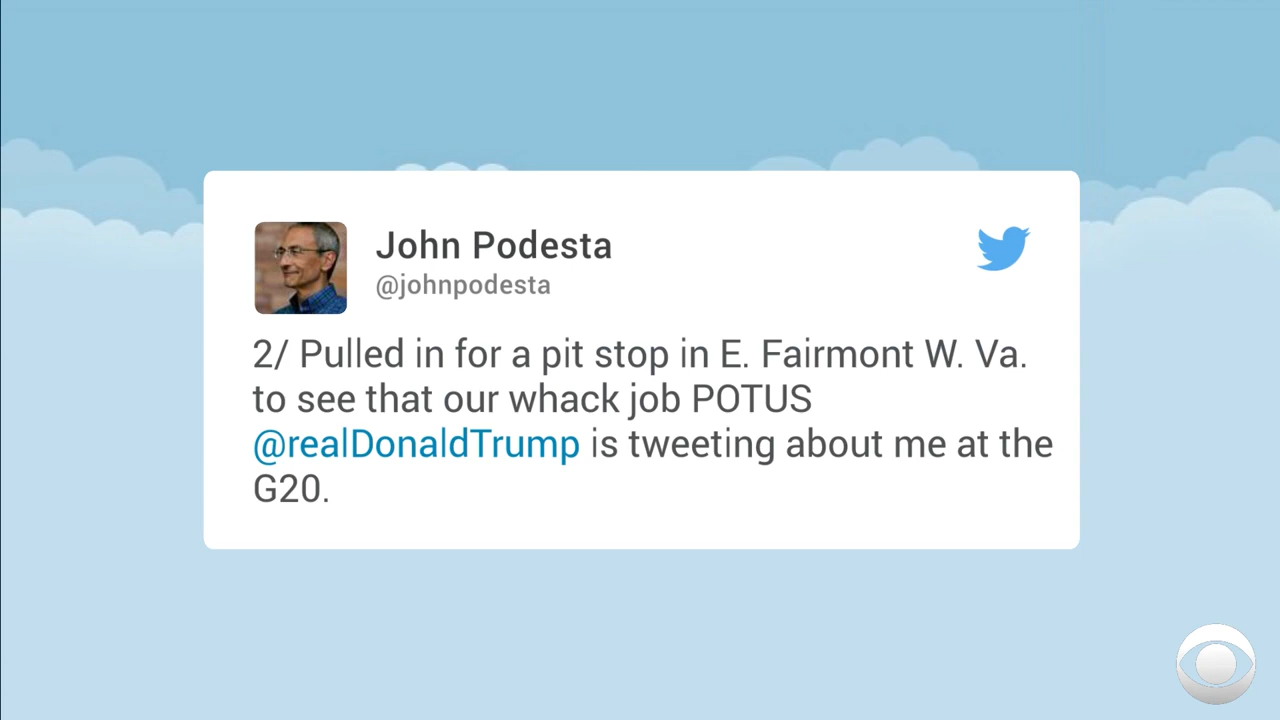 John Podesta
@johnpodesta
2/ Pulled in for a pit stop in E. Fairmont W. Va.
to see that our whack job POTUS
@realDonaldTrump is tweeting about me at the
G20.